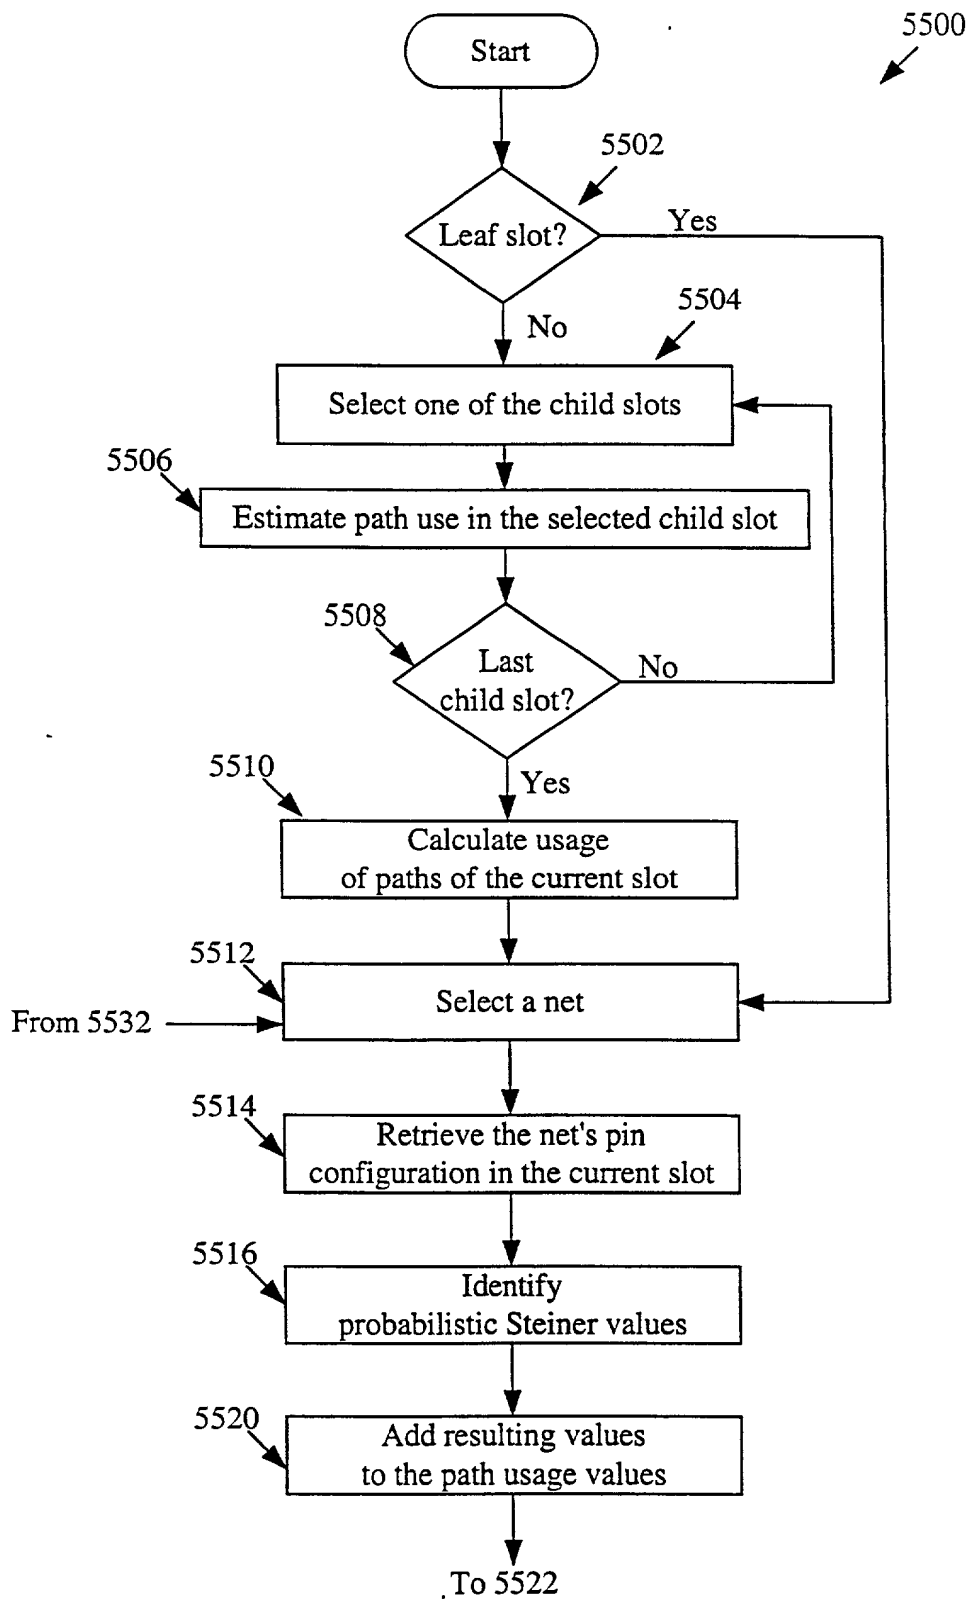 5500
Start
5502
Leaf slot?
Yes
No
5504
Select one of the child slots
5506
Estimate path use in the selected child slot
5508
Last
child slot?
No
Yes
5510
Calculate usage
of paths of the current slot
5512
Select a net
From 5532
5514
Retrieve the net's pin
configuration in the current slot
5516
Identify
probabilistic Steiner values
5520
Add resulting values
to the path usage values
To 5522